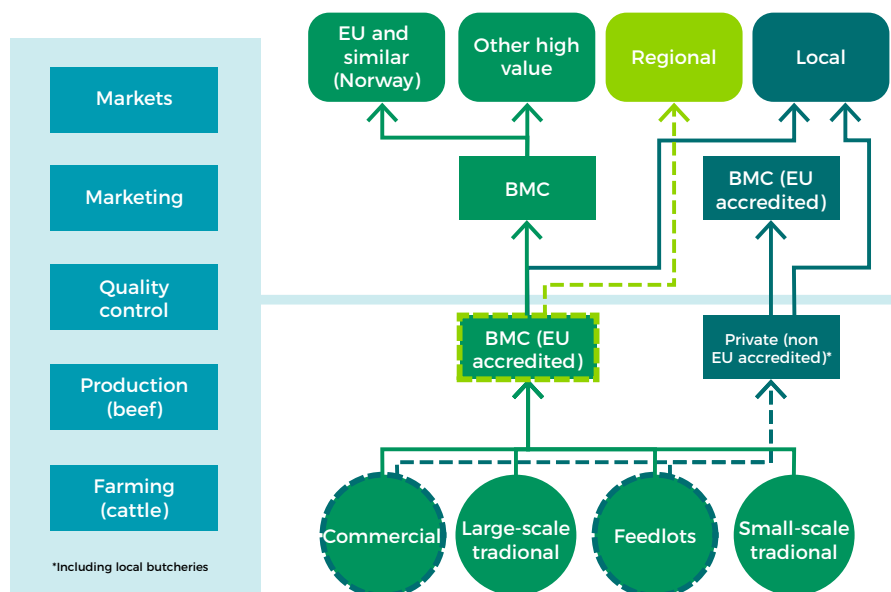 Markets
Marketing
Quality
control
Production
(beef)
Farming
(cattle)
*Including local butcheries
EU and
similar
(Norway)
Other high
value
Regional
Local
BMC
BMC (EU
accredited)
BMC (EU
accredited)
Private (non
EU accredited)*
Commercial
Large-scale
tradional
Feedlots
Small-scale
tradional